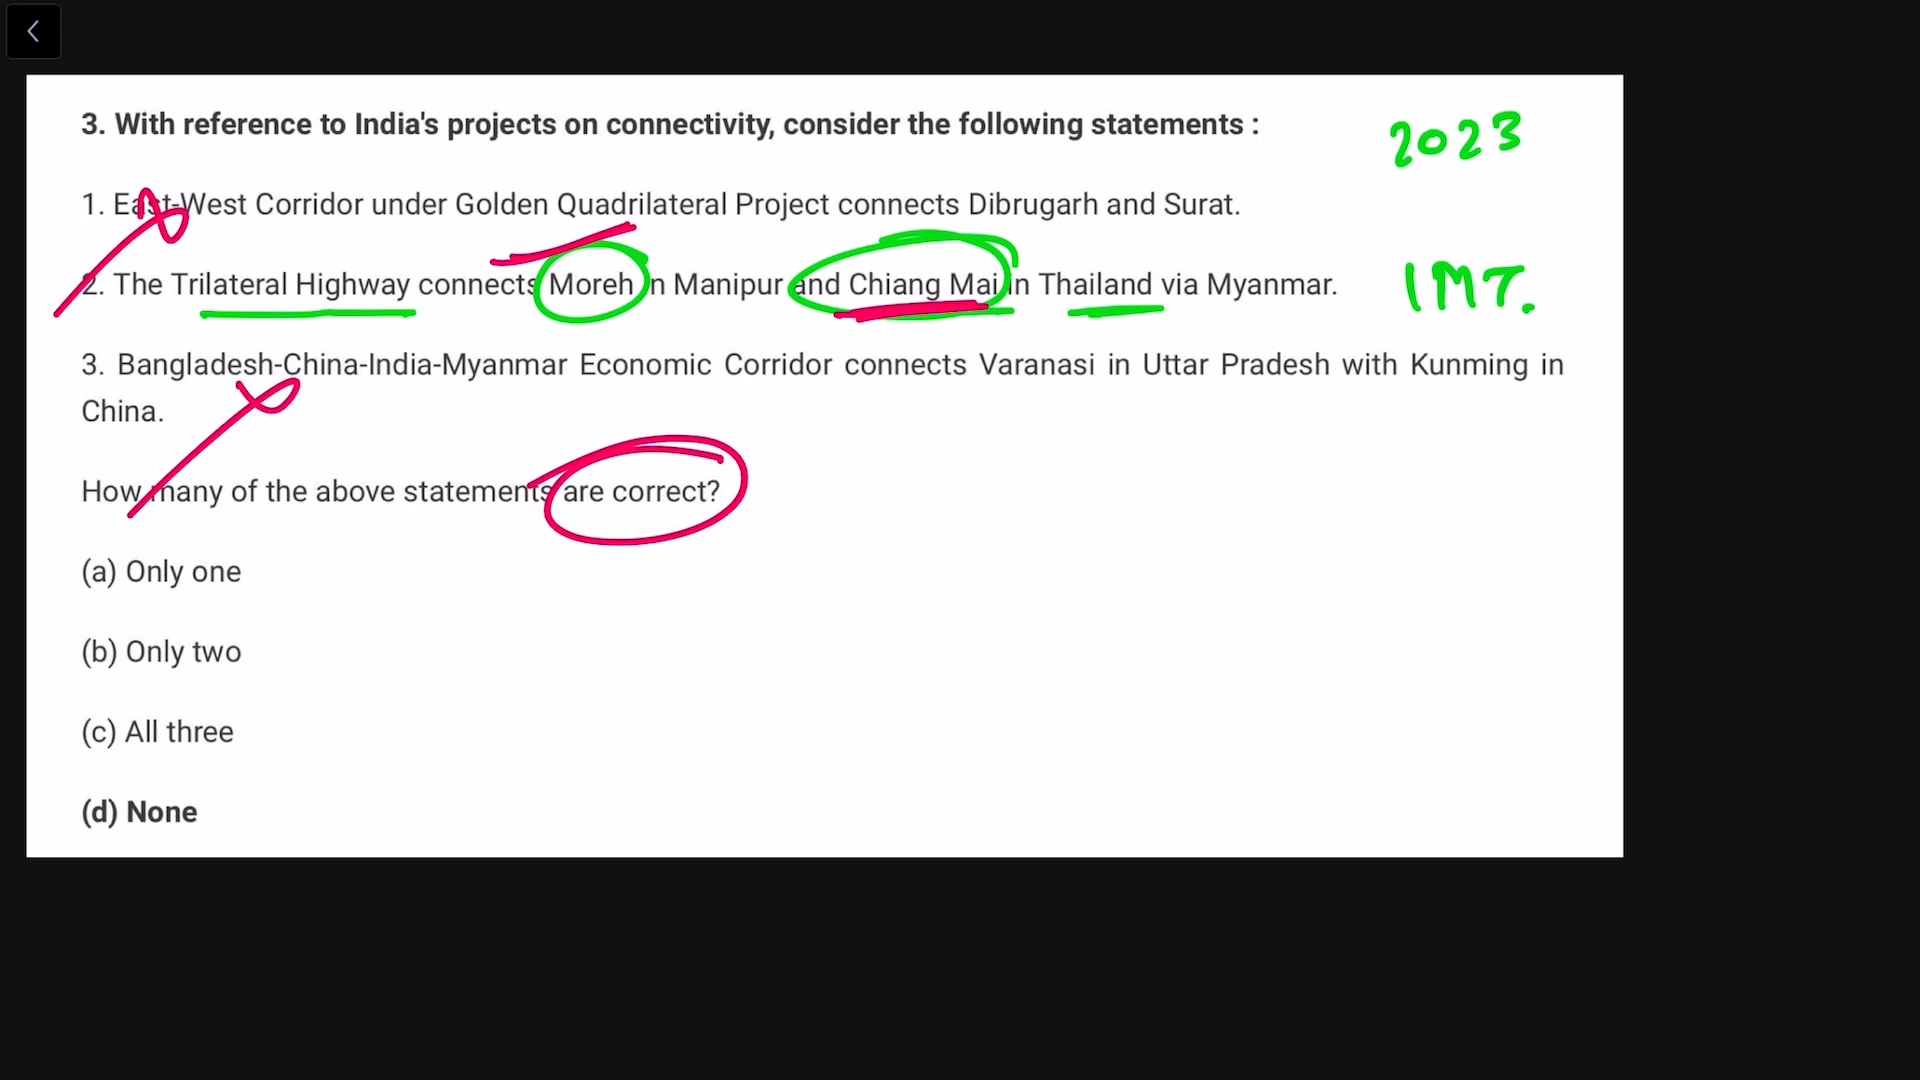 3. With reference to India's projects on connectivity, consider the following statements :
2023
1. East-West Corridor under Golden Quadrilateral Project connects Dibrugarh and Surat.
2. The Trilateral Highway connects Moreh in Manipur and Chiang Mai in Thailand via Myanmar.
IMT.
3. Bangladesh-China-India-Myanmar Economic Corridor connects Varanasi in Uttar Pradesh with Kunming in
China.
How many of the above statements are correct?
(a) Only one
(b) Only two
(c) All three
(d) None